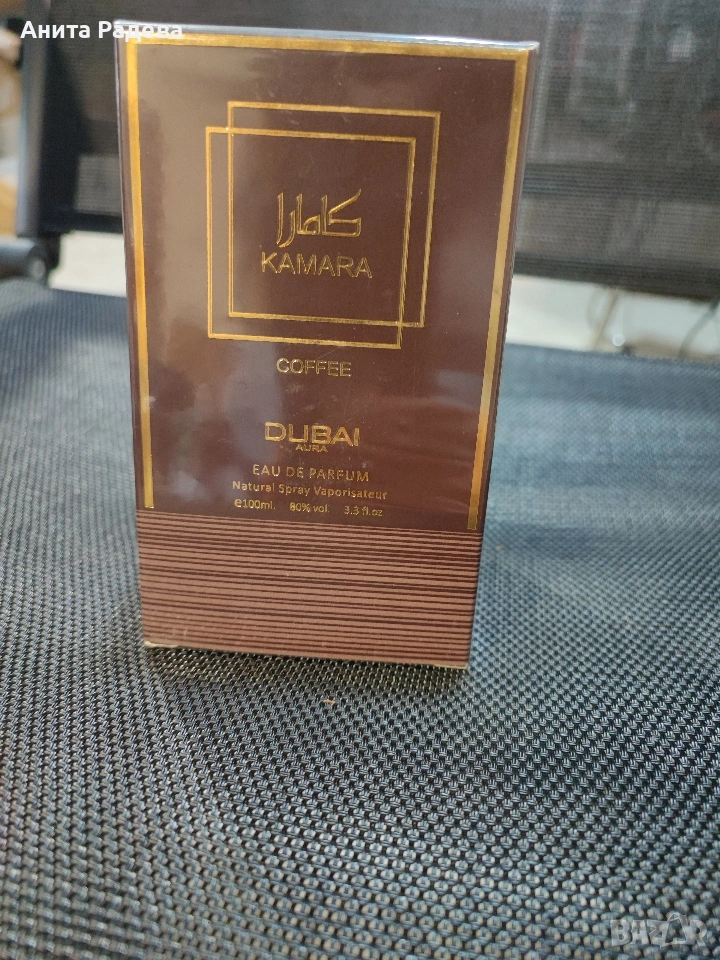 Анита Радева
كامارا
KAMARA
COFFEE
DUBAI
AURA
EAU DE PARFUM
Natural Spray Vaporisateur
e100ml. 80% vol. 3.3 fl.oz
BAZAR